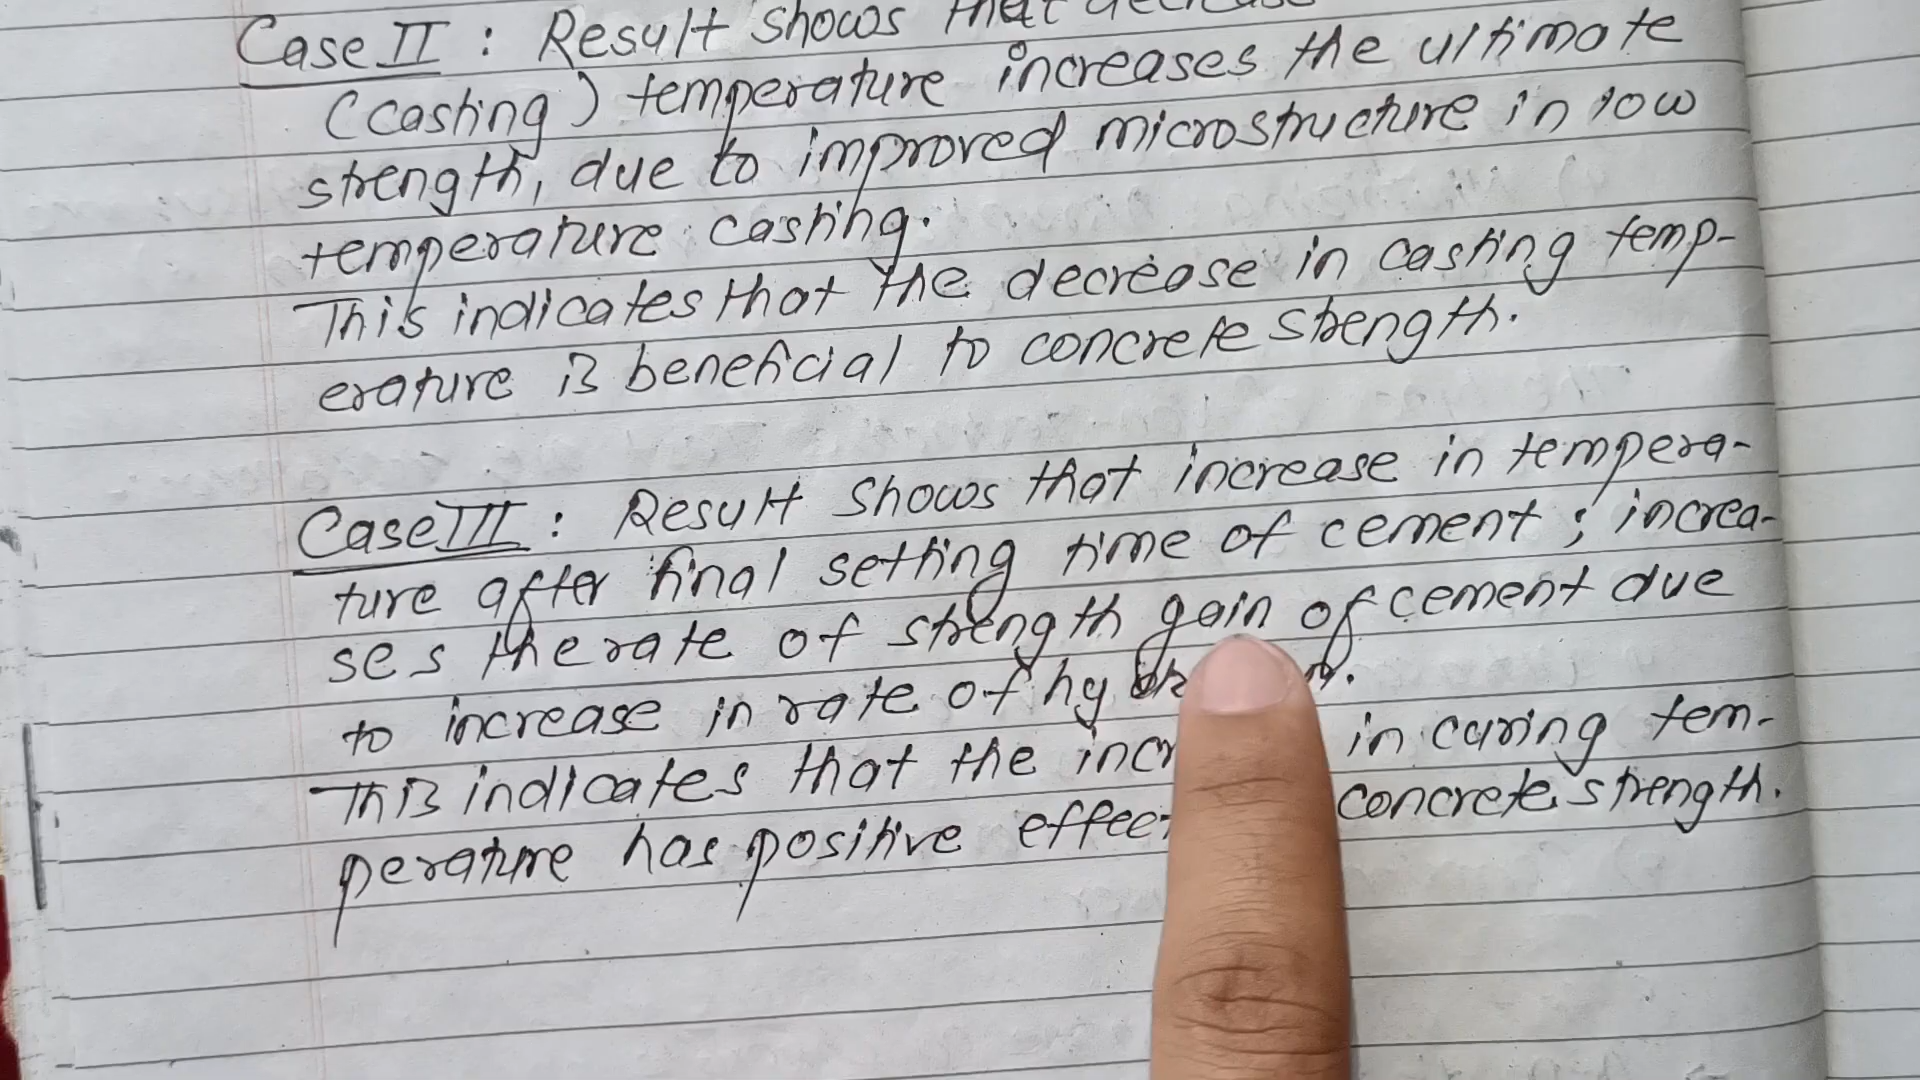 Case II : Result shows that decrease
(casting) temperature increases the ultimate
strength, due to improved microstructure in low
temperature casting.
This indicates that the decrease in casting temp-
erature is beneficial to concrete strength.
Case III : Result shows that increase in tempera-
ture after final setting time of cement; increa-
ses the rate of strength gain of cement due
to increase in rate of hy
This indicates that the incr in curing tem-
perature has positive effect concrete strength.